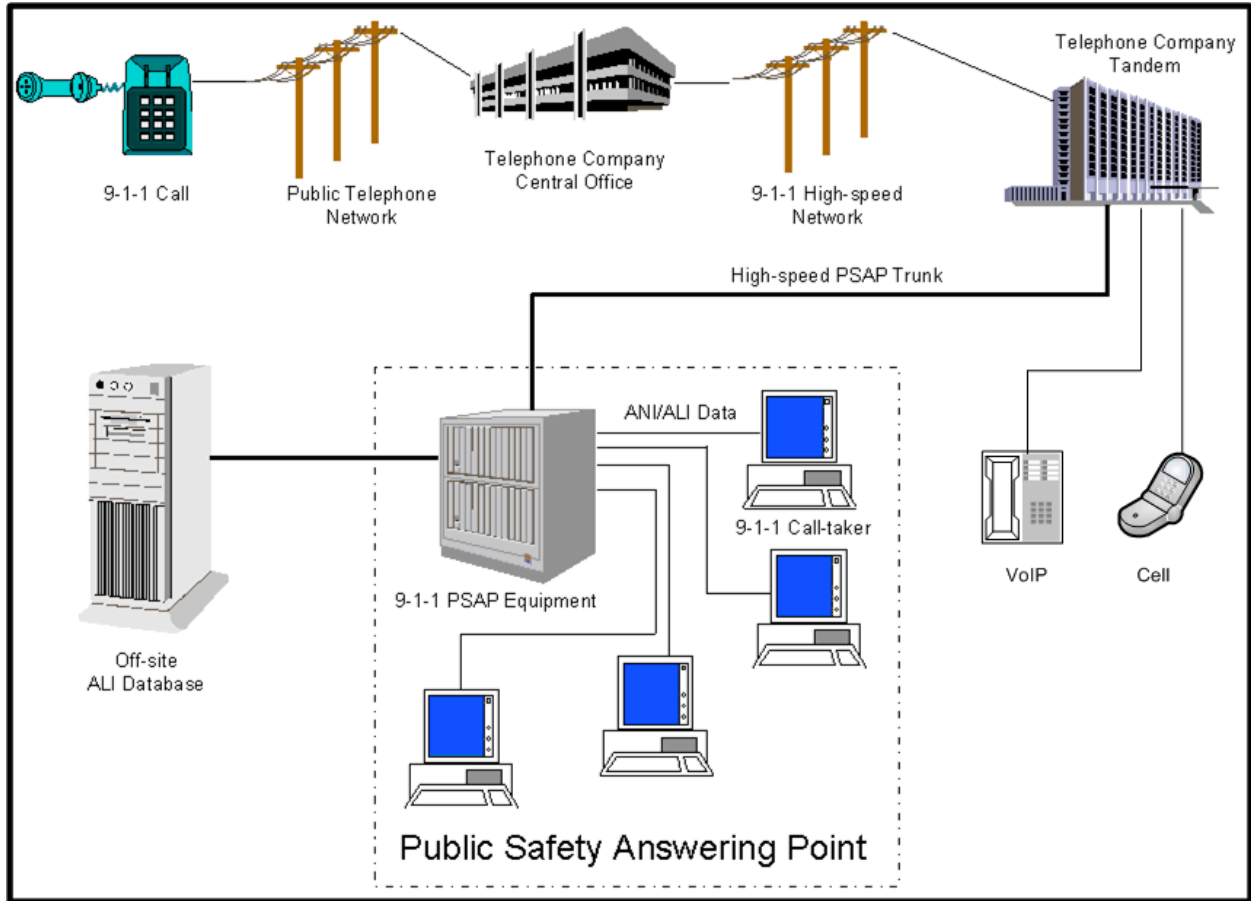 Telephone Company
Tandem
9-1-1 Call
Public Telephone
Network
Telephone Company
Central Office
9-1-1 High-speed
Network
High-speed PSAP Trunk
ANI/ALI Data
9-1-1 Call-taker
9-1-1 PSAP Equipment
VoIP
Cell
Off-site
ALI Database
Public Safety Answering Point